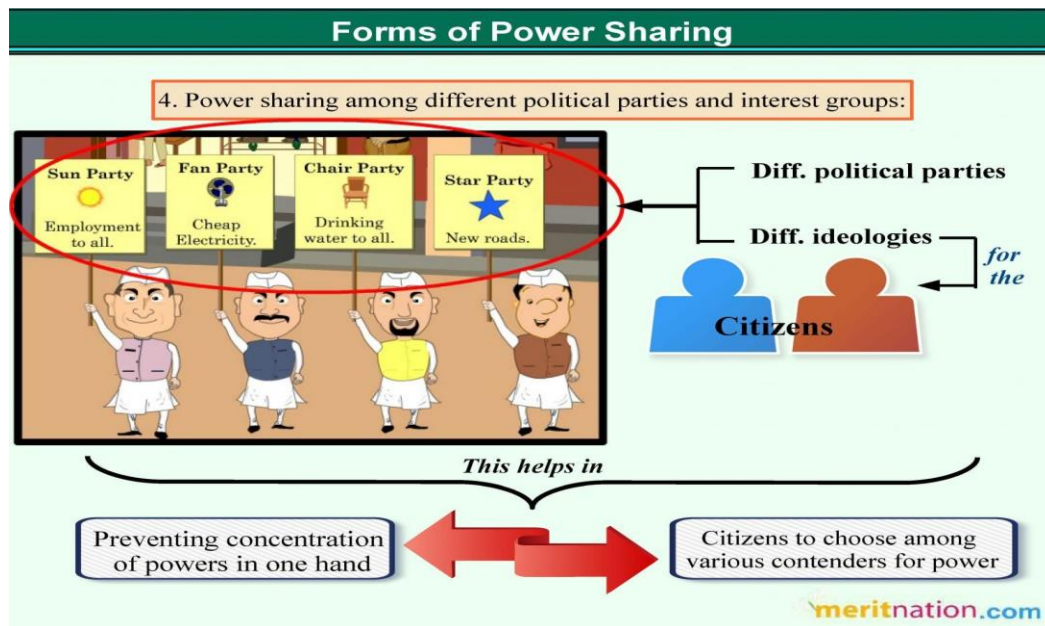 Forms of Power Sharing
4. Power sharing among different political parties and interest groups:
Sun Party
Employment
to all.
Fan Party
Cheap
Electricity.
Chair Party
Drinking
water to all.
Star Party
New roads.
Diff. political parties
Diff. ideologies
for
the
Citizens
This helps in
Preventing concentration
of powers in one hand
Citizens to choose among
various contenders for power
meritnation.com